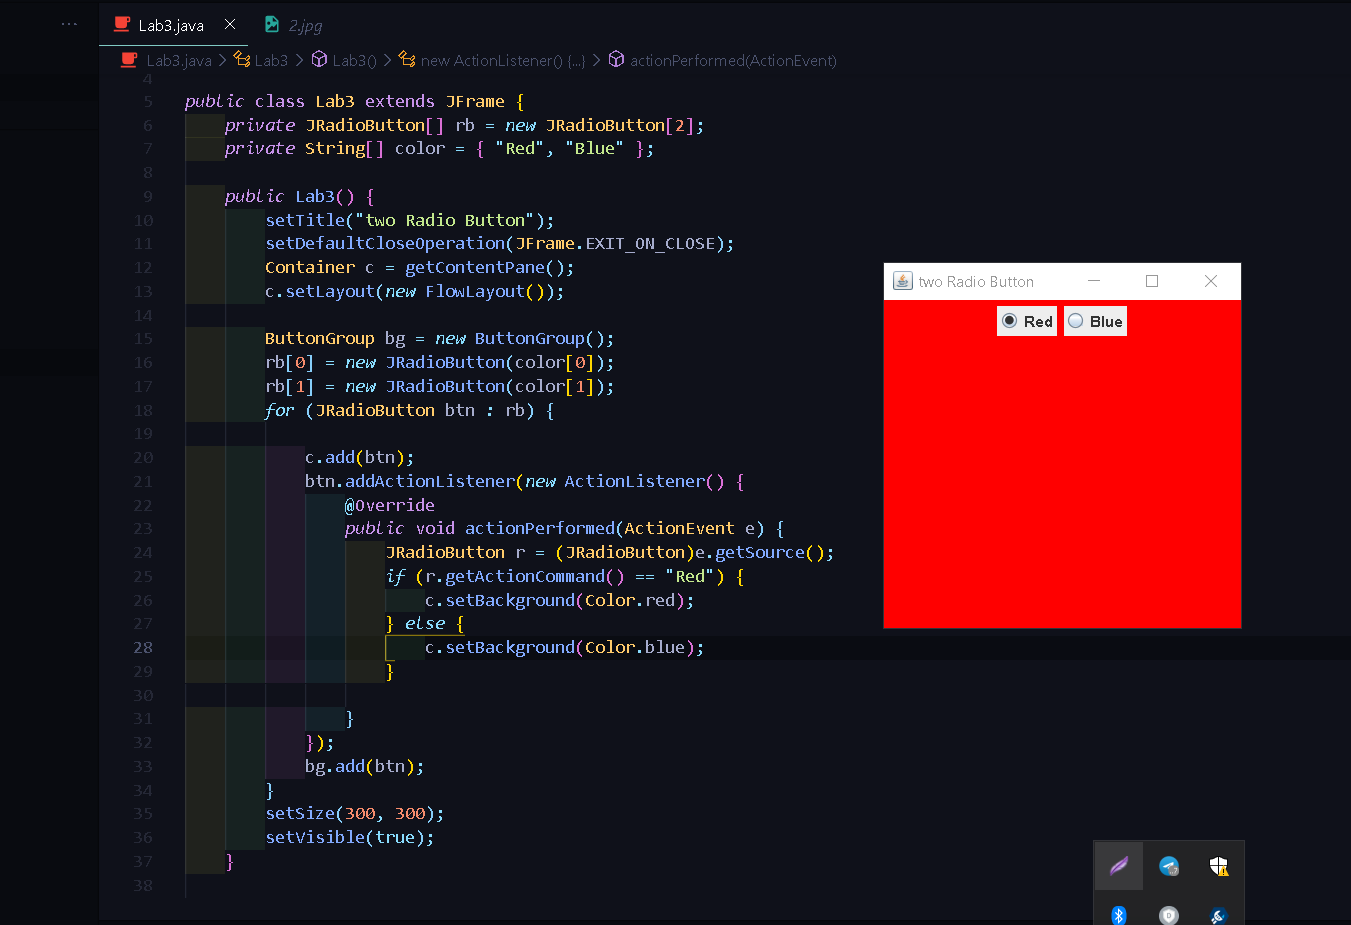 Lab3.java
2.jpg
Lab3.java > Lab3 > Lab3() > new ActionListener() {...} > actionPerformed(ActionEvent)
4
5 public class Lab3 extends JFrame {
6 private JRadioButton[] rb = new JRadioButton[2];
7 private String[] color = { "Red", "Blue" };
8
9 public Lab3() {
10 setTitle("two Radio Button");
11 setDefaultCloseOperation(JFrame.EXIT_ON_CLOSE);
12 Container c = getContentPane();
13 c.setLayout(new FlowLayout());
14
15 ButtonGroup bg = new ButtonGroup();
16 rb[0] = new JRadioButton(color[0]);
17 rb[1] = new JRadioButton(color[1]);
18 for (JRadioButton btn : rb) {
19
20 c.add(btn);
21 btn.addActionListener(new ActionListener() {
22 @Override
23 public void actionPerformed(ActionEvent e) {
24 JRadioButton r = (JRadioButton)e.getSource();
25 if (r.getActionCommand() == "Red") {
26 c.setBackground(Color.red);
27 } else {
28 c.setBackground(Color.blue);
29 }
30
31 }
32 });
33 bg.add(btn);
34 }
35 setSize(300, 300);
36 setVisible(true);
37 }
38
two Radio Button
Red Blue